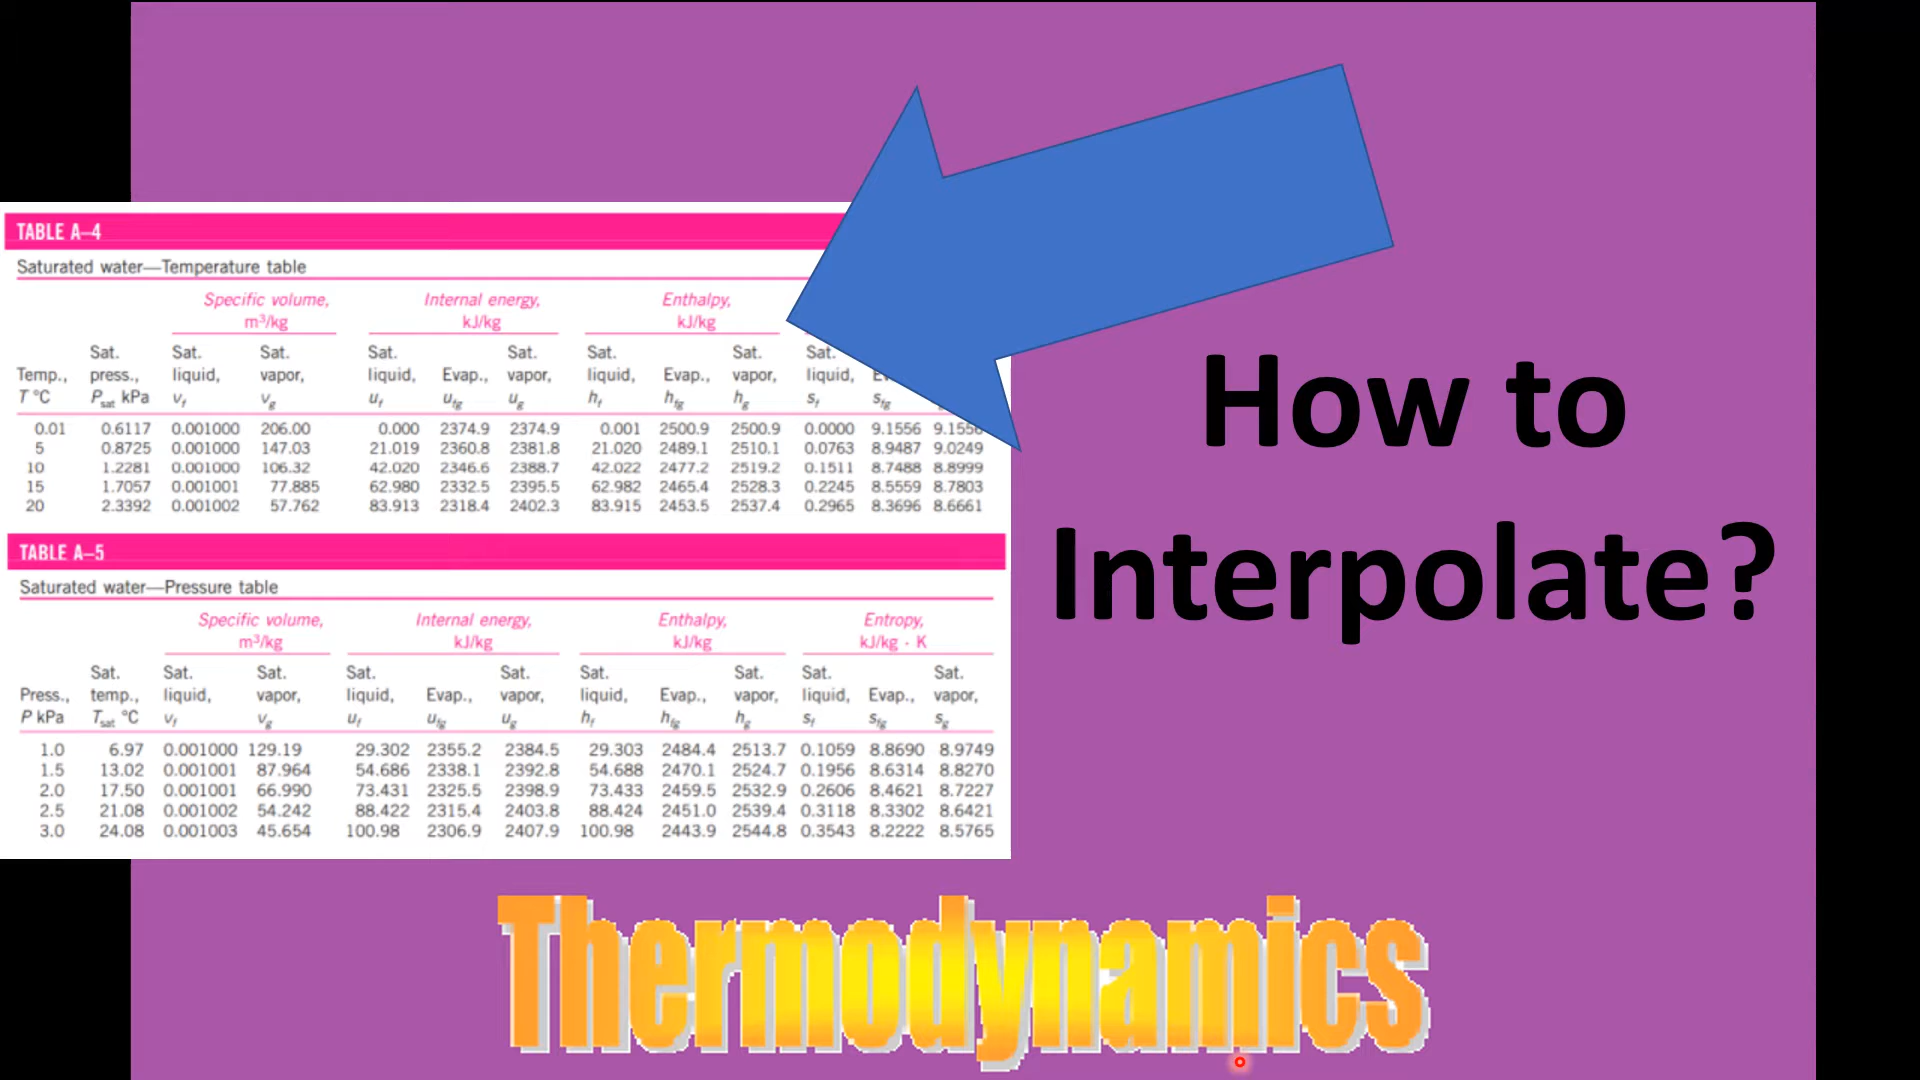 TABLE A–4
Saturated water—Temperature table
Specific volume, Internal energy, Enthalpy,
m³/kg kJ/kg kJ/kg
Sat. Sat. Sat. Sat. Sat. Sat. Sat. Sat.
Temp., press., liquid, vapor, liquid, Evap., vapor, liquid, Evap., vapor, liquid,
T °C Psat kPa vf vg uf ufg ug hf hfg hg sf sfg
0.01 0.6117 0.001000 206.00 0.000 2374.9 2374.9 0.001 2500.9 2500.9 0.0000 9.1556 9.1556
5 0.8725 0.001000 147.03 21.019 2360.8 2381.8 21.020 2489.1 2510.1 0.0763 8.9487 9.0249
10 1.2281 0.001000 106.32 42.020 2346.6 2388.7 42.022 2477.2 2519.2 0.1511 8.7488 8.8999
15 1.7057 0.001001 77.885 62.980 2332.5 2395.5 62.982 2465.4 2528.3 0.2245 8.5559 8.7803
20 2.3392 0.001002 57.762 83.913 2318.4 2402.3 83.915 2453.5 2537.4 0.2965 8.3696 8.6661
TABLE A–5
Saturated water—Pressure table
Specific volume, Internal energy, Enthalpy, Entropy,
m³/kg kJ/kg kJ/kg kJ/kg · K
Sat. Sat. Sat. Sat. Sat. Sat. Sat. Sat. Sat.
Press., temp., liquid, vapor, liquid, Evap., vapor, liquid, Evap., vapor, liquid, Evap., vapor,
P kPa Tsat °C vf vg uf ufg ug hf hfg hg sf sfg sg
1.0 6.97 0.001000 129.19 29.302 2355.2 2384.5 29.303 2484.4 2513.7 0.1059 8.8690 8.9749
1.5 13.02 0.001001 87.964 54.686 2338.1 2392.8 54.688 2470.1 2524.7 0.1956 8.6314 8.8270
2.0 17.50 0.001001 66.990 73.431 2325.5 2398.9 73.433 2459.5 2532.9 0.2606 8.4621 8.7227
2.5 21.08 0.001002 54.242 88.422 2315.4 2403.8 88.424 2451.0 2539.4 0.3118 8.3302 8.6421
3.0 24.08 0.001003 45.654 100.98 2306.9 2407.9 100.98 2443.9 2544.8 0.3543 8.2222 8.5765
How to
Interpolate?
Thermodynamics